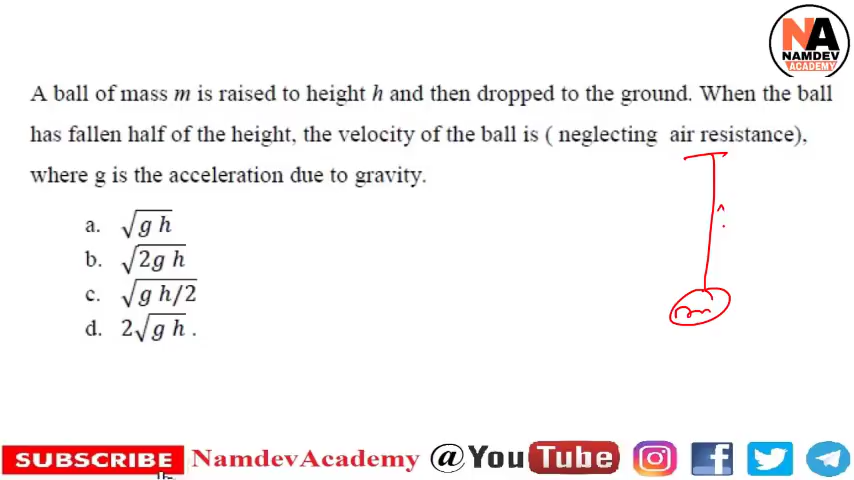 NA
NAMDEV
ACADEMY
A ball of mass m is raised to height h and then dropped to the ground. When the ball
has fallen half of the height, the velocity of the ball is ( neglecting air resistance),
where g is the acceleration due to gravity.
a. √g h
b. √2g h
c. √g h/2
d. 2√g h .
m
SUBSCRIBE NamdevAcademy @YouTube